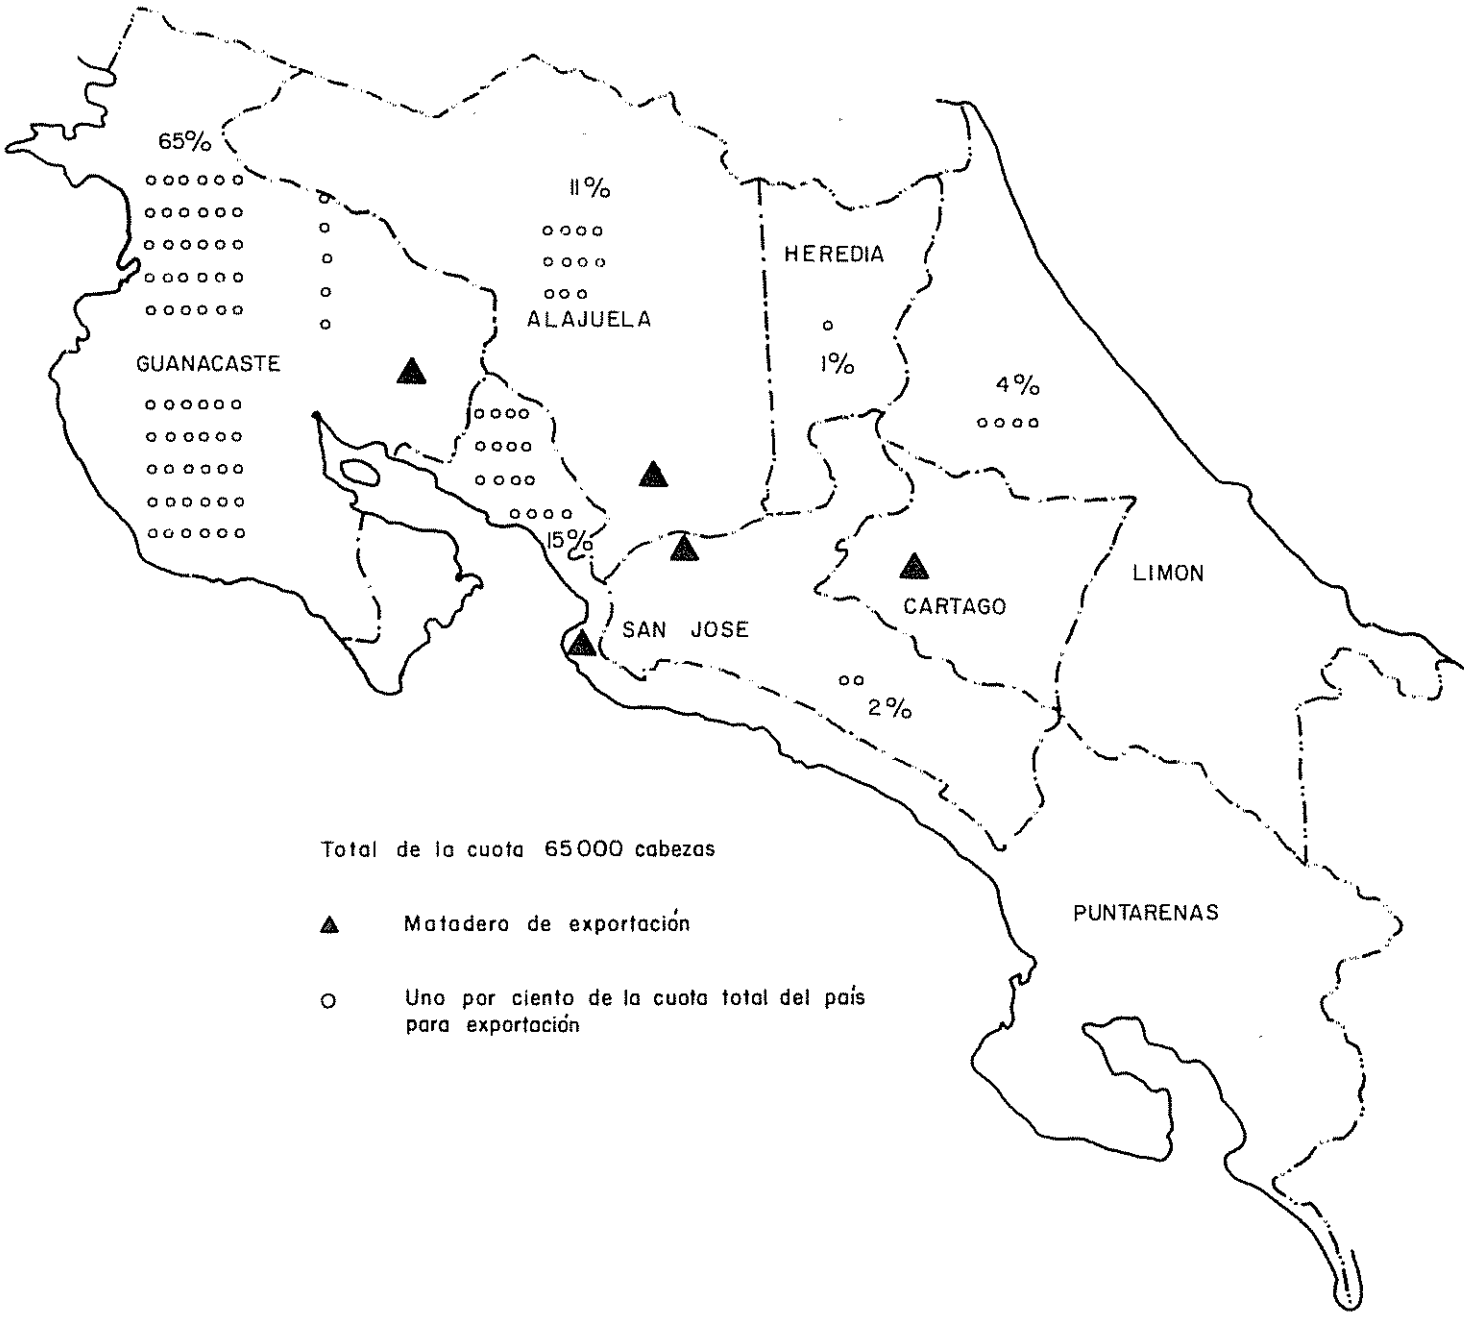 65%
11%
HEREDIA
ALAJUELA
GUANACASTE
1%
4%
15%
LIMON
CARTAGO
SAN JOSE
2%
Total de la cuota 65000 cabezas
Matadero de exportación
PUNTARENAS
Uno por ciento de la cuota total del país
para exportación